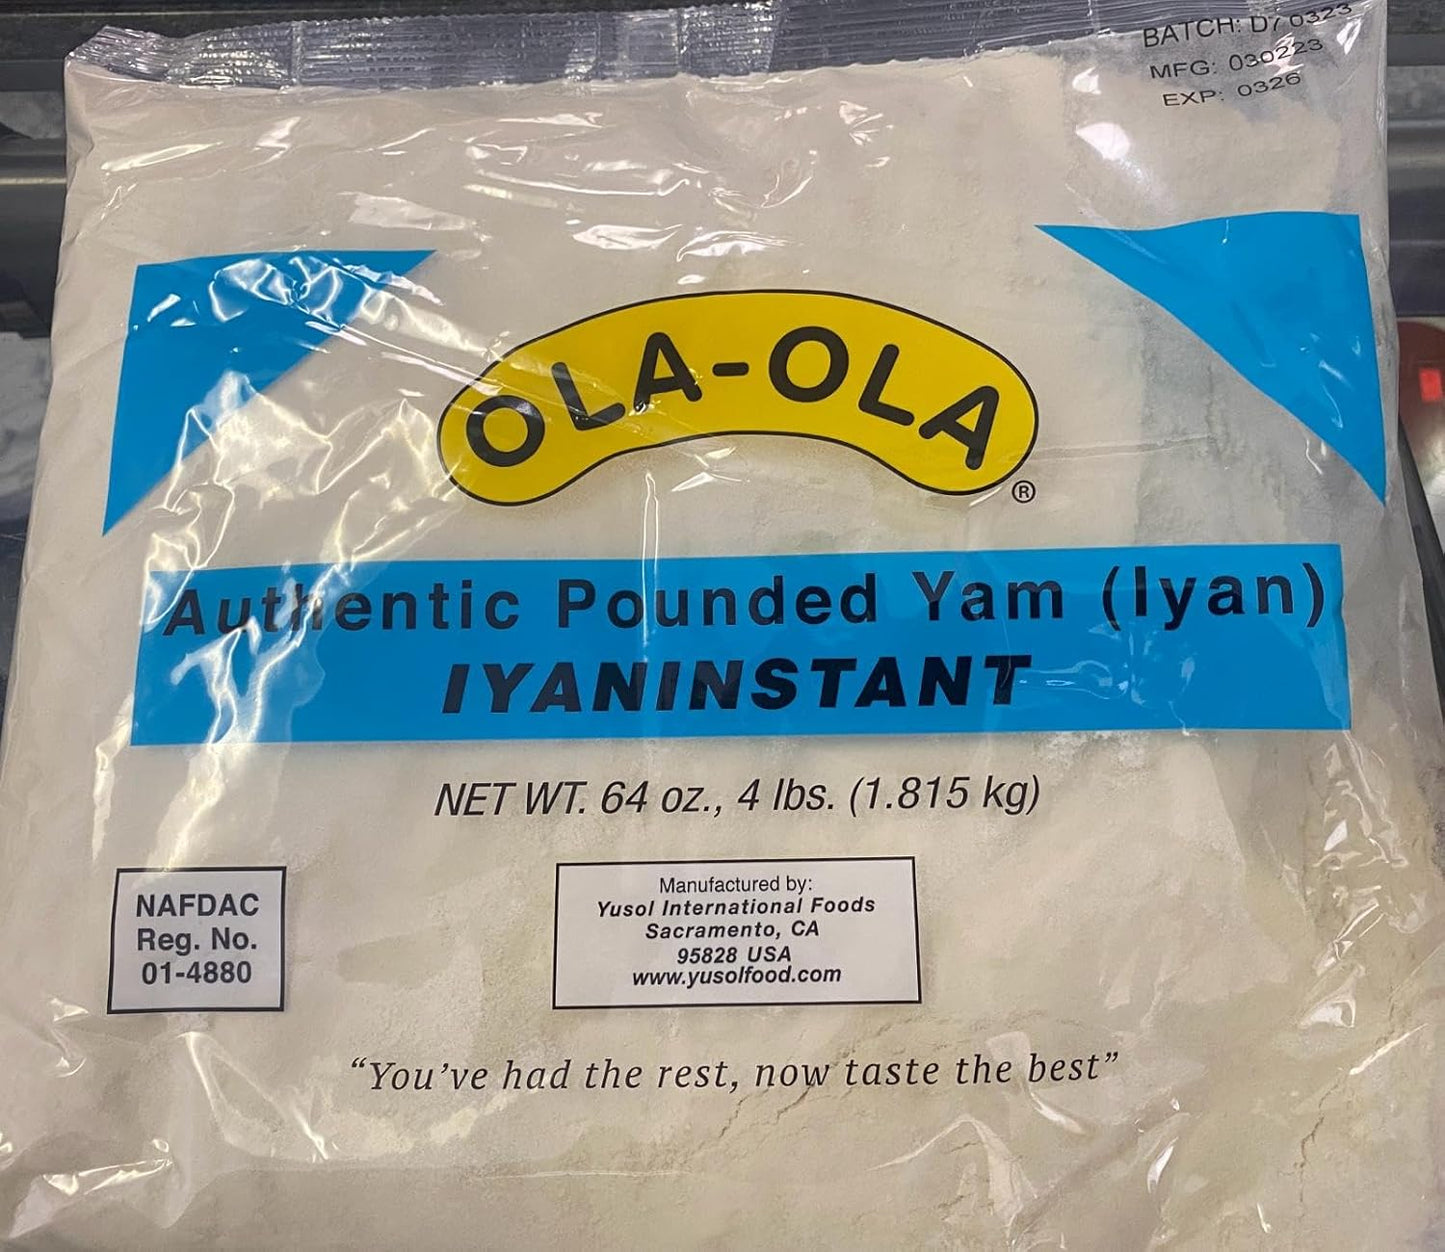 BATCH: D7 0323
MFG: 030223
EXP: 0326
OLA-OLA
®
Authentic Pounded Yam (Iyan)
IYANINSTANT
NET WT. 64 oz., 4 lbs. (1.815 kg)
NAFDAC
Reg. No.
01-4880
Manufactured by:
Yusol International Foods
Sacramento, CA
95828 USA
www.yusolfood.com
“You’ve had the rest, now taste the best”